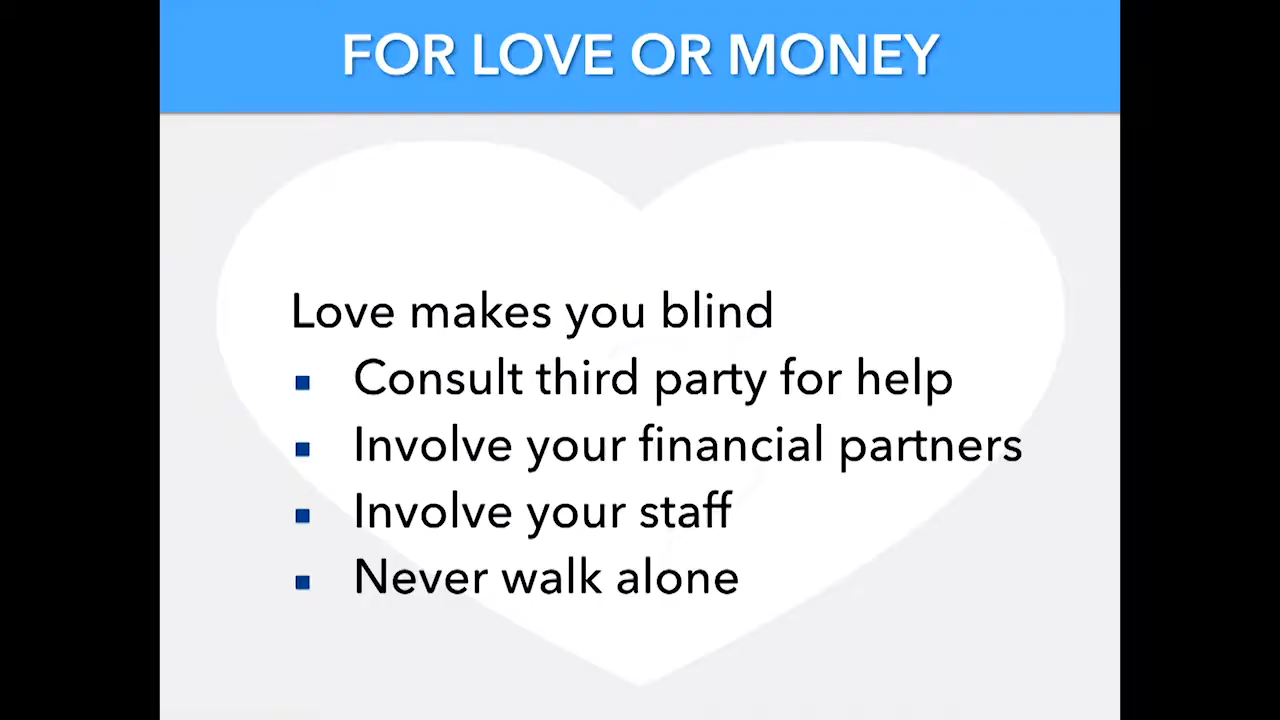 FOR LOVE OR MONEY
Love makes you blind
▪ Consult third party for help
▪ Involve your financial partners
▪ Involve your staff
▪ Never walk alone